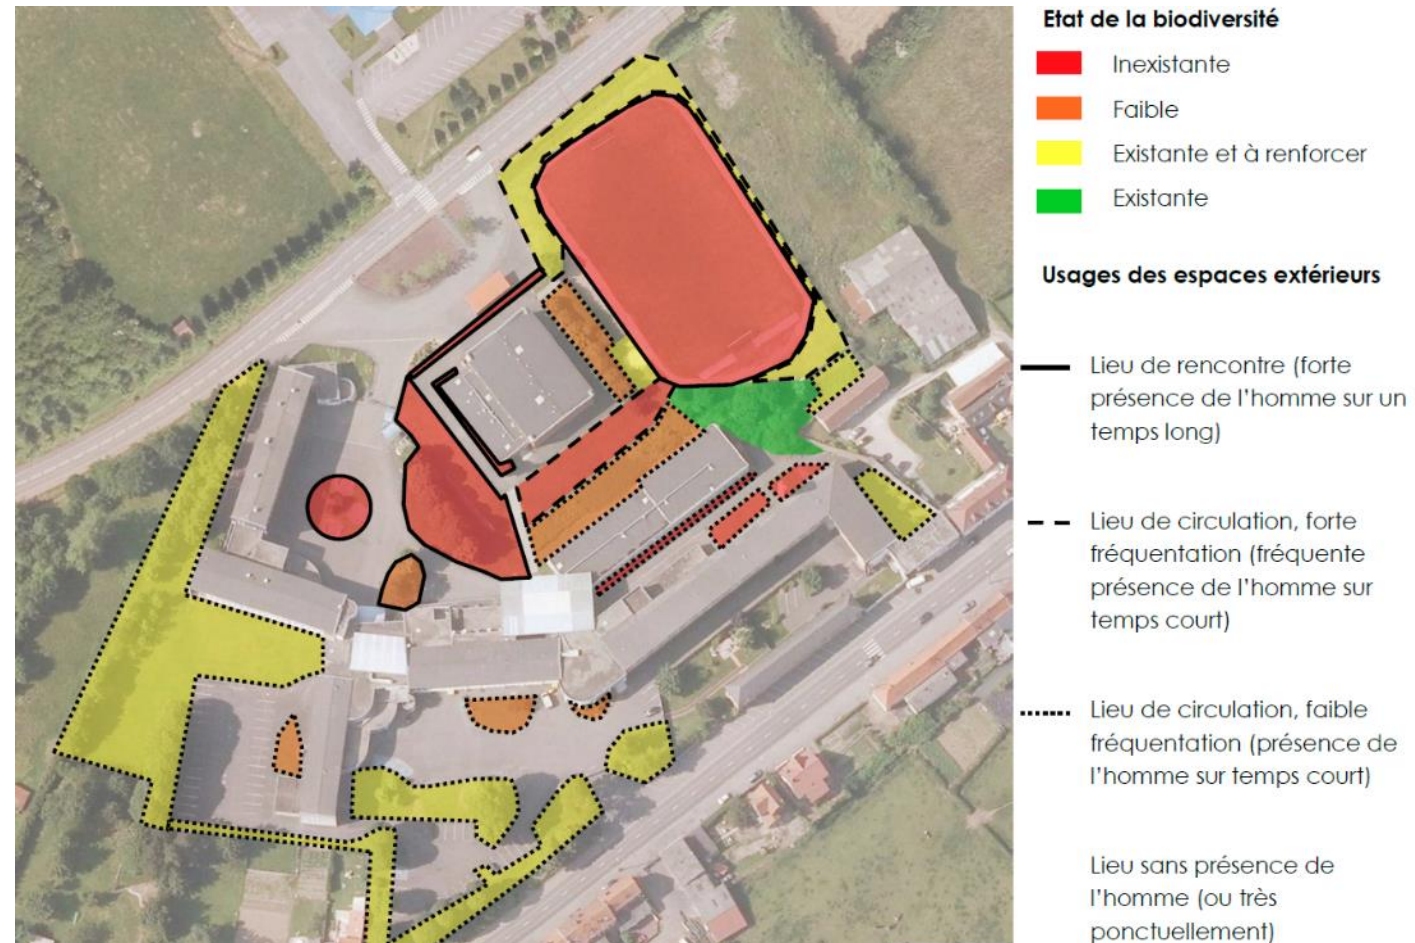 Etat de la biodiversité
Inexistante
Faible
Existante et à renforcer
Existante
Usages des espaces extérieurs
Lieu de rencontre (forte
présence de l'homme sur un
temps long)
Lieu de circulation, forte
fréquentation (fréquente
présence de l'homme sur
temps court)
Lieu de circulation, faible
fréquentation (présence de
l'homme sur temps court)
Lieu sans présence de
l'homme (ou très
ponctuellement)